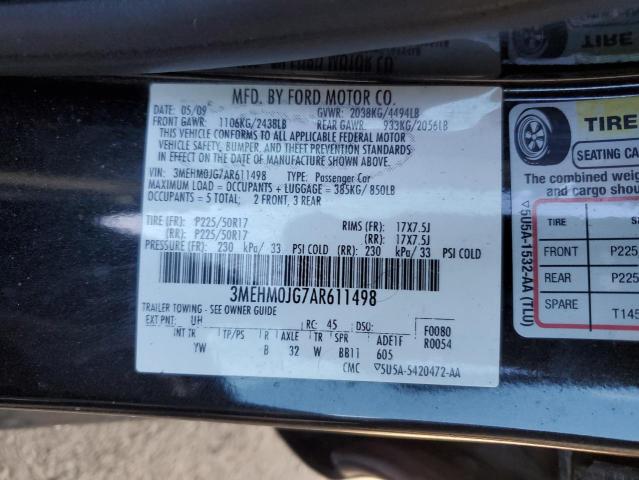 MFD. BY FORD MOTOR CO.
05/09
GVWR: 2038KG/4494LB
FRONT GAWR: 1106KG/2438LB
REAR GAWR: 933KG/2056LB
THIS VEHICLE CONFORMS TO ALL APPLICABLE FEDERAL MOTOR
VEHICLE SAFETY, BUMPER, AND THEFT PREVENTION STANDARDS
IN EFFECT ON THE DATE OF MANUFACTURE SHOWN ABOVE.
VIN: 3MEHM0JG7AR611498 TYPE: Passenger Car
MAXIMUM LOAD = OCCUPANTS + LUGGAGE = 385KG/850LB
OCCUPANTS = 5 TOTAL; 2 FRONT, 3 REAR
TIRE (FR): P225/50R17 RIMS (FR): 17X7.5J
(RR): P225/50R17 (RR): 17X7.5J
PRESSURE (FR): 230 kPa/ 33 PSI COLD (RR): 230 kPa/ 33 PSI COLD
3MEHM0JG7AR611498
TRAILER TOWING - SEE OWNER GUIDE
EXT PNT: UH RC: 45 DSO: F0080
INT TR TP/PS R AXLE TR SPR ADE1F R0054
YW B 32 W BB11 605
CMC ▽5U5A-5420472-AA
TIRE
TIRE
SEATING CA
The combined weig
and cargo shou
▽5U5A-1532-AA (TLU)
TIRE S
FRONT P225
REAR P225
SPARE T145